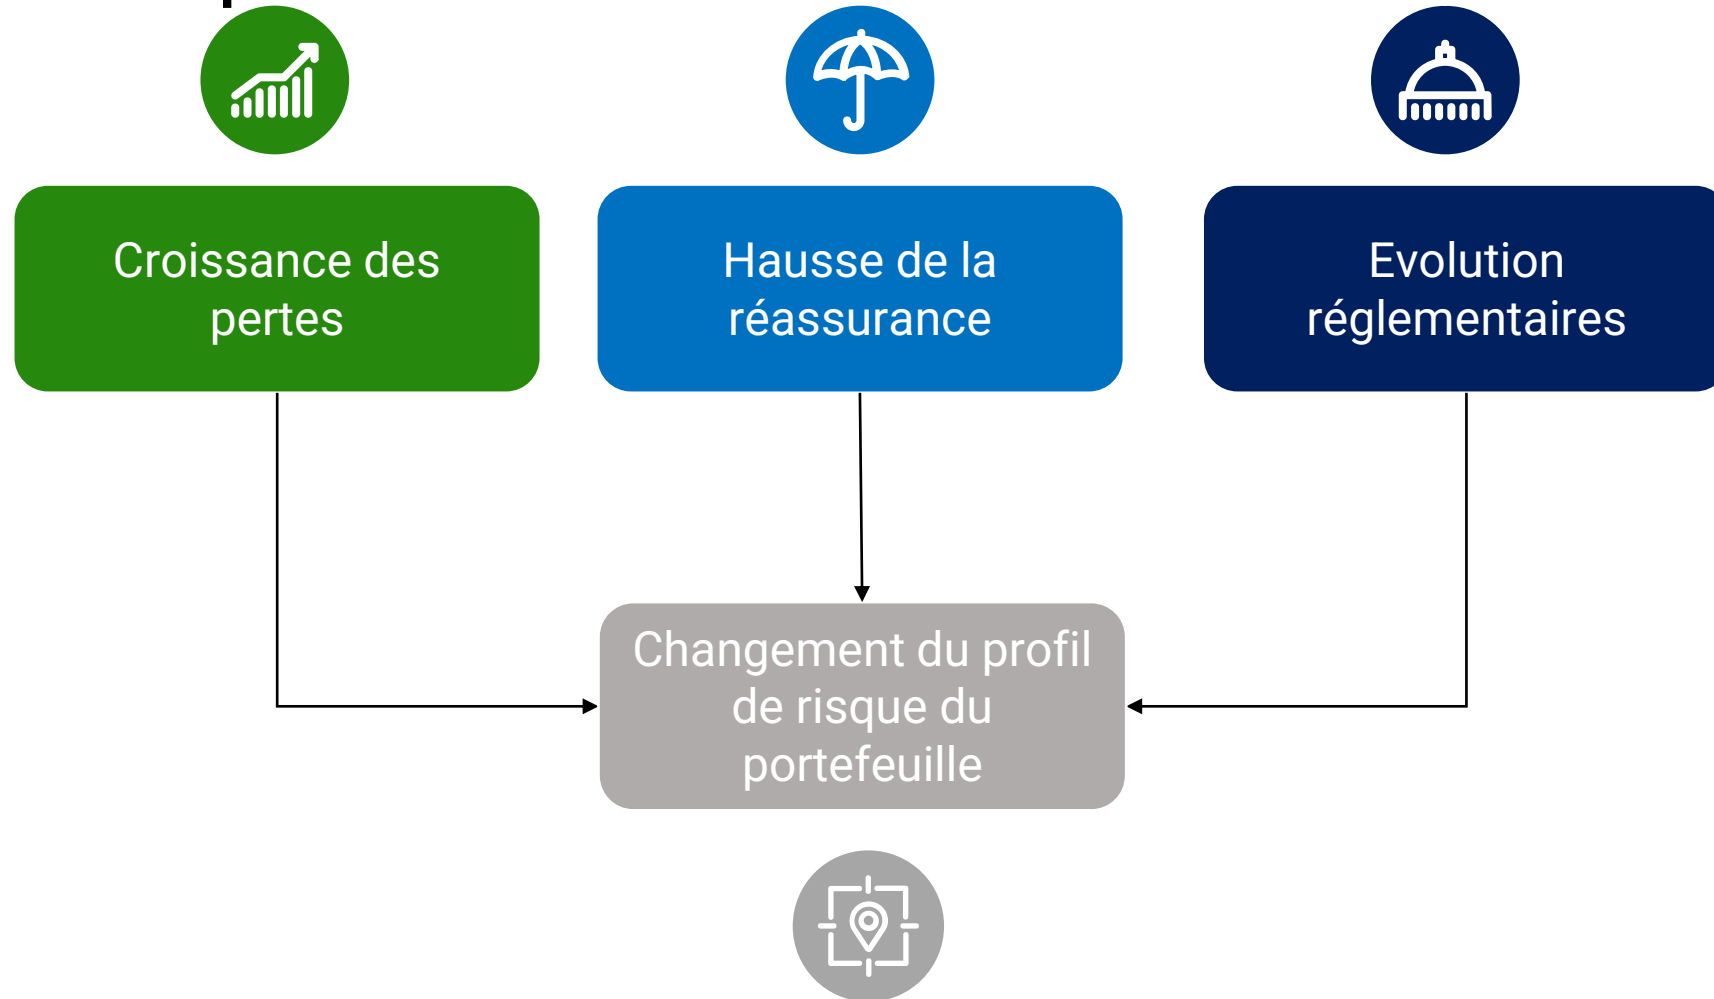 Croissance des
pertes
Hausse de la
réassurance
Evolution
réglementaires
Changement du profil
de risque du
portefeuille